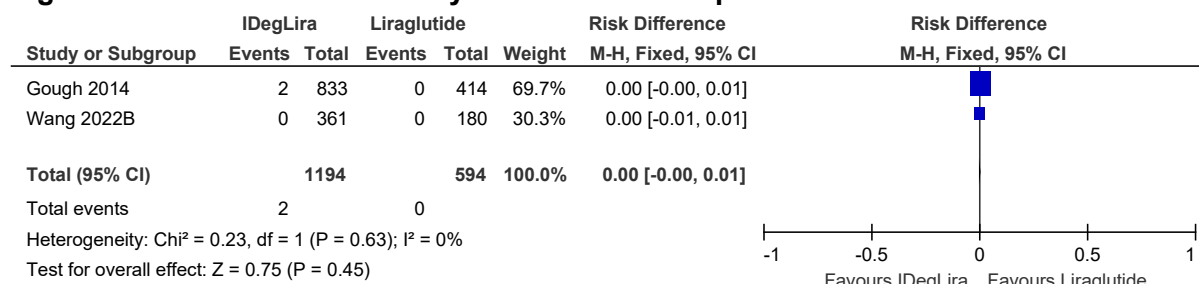 IDegLira Liraglutide Risk Difference Risk Difference
Study or Subgroup Events Total Events Total Weight M-H, Fixed, 95% CI M-H, Fixed, 95% CI
Gough 2014 2 833 0 414 69.7% 0.00 [-0.00, 0.01]
Wang 2022B 0 361 0 180 30.3% 0.00 [-0.01, 0.01]
Total (95% CI) 1194 594 100.0% 0.00 [-0.00, 0.01]
Total events 2 0
Heterogeneity: Chi² = 0.23, df = 1 (P = 0.63); I² = 0%
Test for overall effect: Z = 0.75 (P = 0.45)
-1 -0.5 0 0.5 1
Favours IDegLira Favours Liraglutide